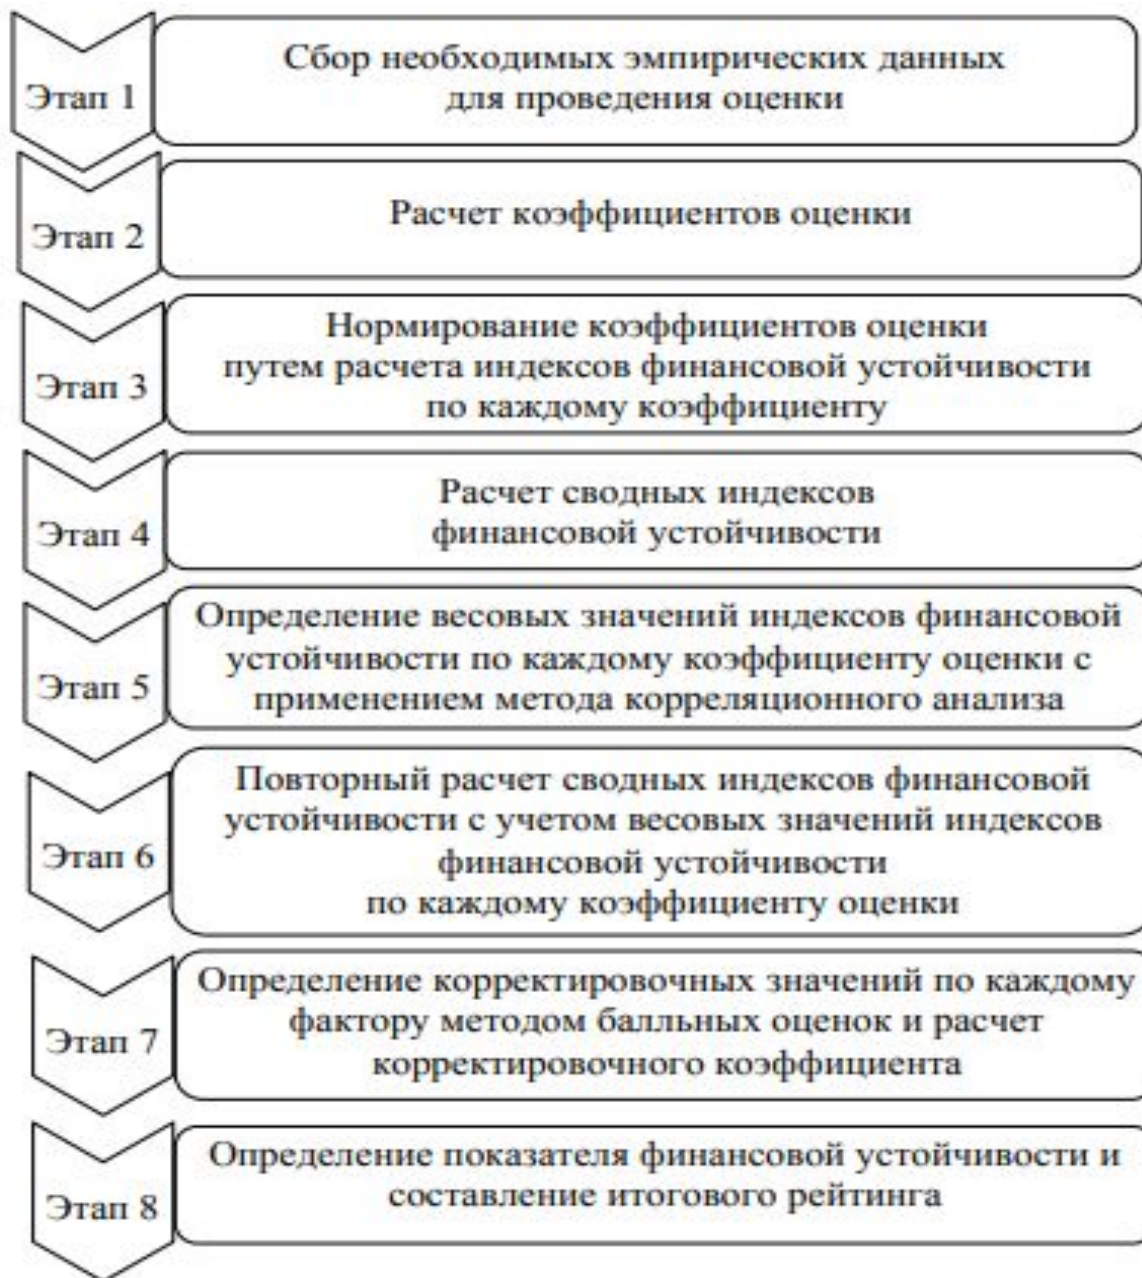 Этап 1
Сбор необходимых эмпирических данных
для проведения оценки
Этап 2
Расчет коэффициентов оценки
Этап 3
Нормирование коэффициентов оценки
путем расчета индексов финансовой устойчивости
по каждому коэффициенту
Этап 4
Расчет сводных индексов
финансовой устойчивости
Этап 5
Определение весовых значений индексов финансовой
устойчивости по каждому коэффициенту оценки с
применением метода корреляционного анализа
Этап 6
Повторный расчет сводных индексов финансовой
устойчивости с учетом весовых значений индексов
финансовой устойчивости
по каждому коэффициенту оценки
Этап 7
Определение корректировочных значений по каждому
фактору методом балльных оценок и расчет
корректировочного коэффициента
Этап 8
Определение показателя финансовой устойчивости и
составление итогового рейтинга